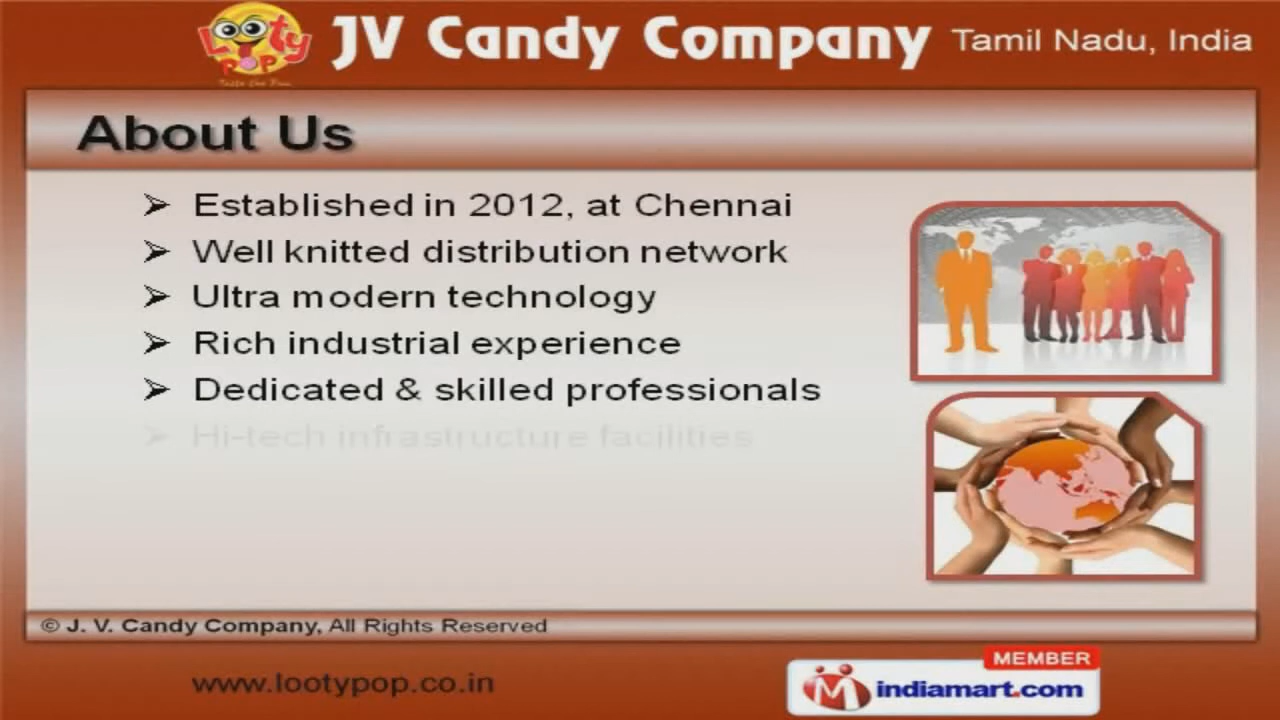 Looty POP
JV Candy Company
Tamil Nadu, India
About Us
Established in 2012, at Chennai
Well knitted distribution network
Ultra modern technology
Rich industrial experience
Dedicated & skilled professionals
Hi-tech infrastructure facilities
© J. V. Candy Company, All Rights Reserved
www.lootypop.co.in
MEMBER
indiamart.com